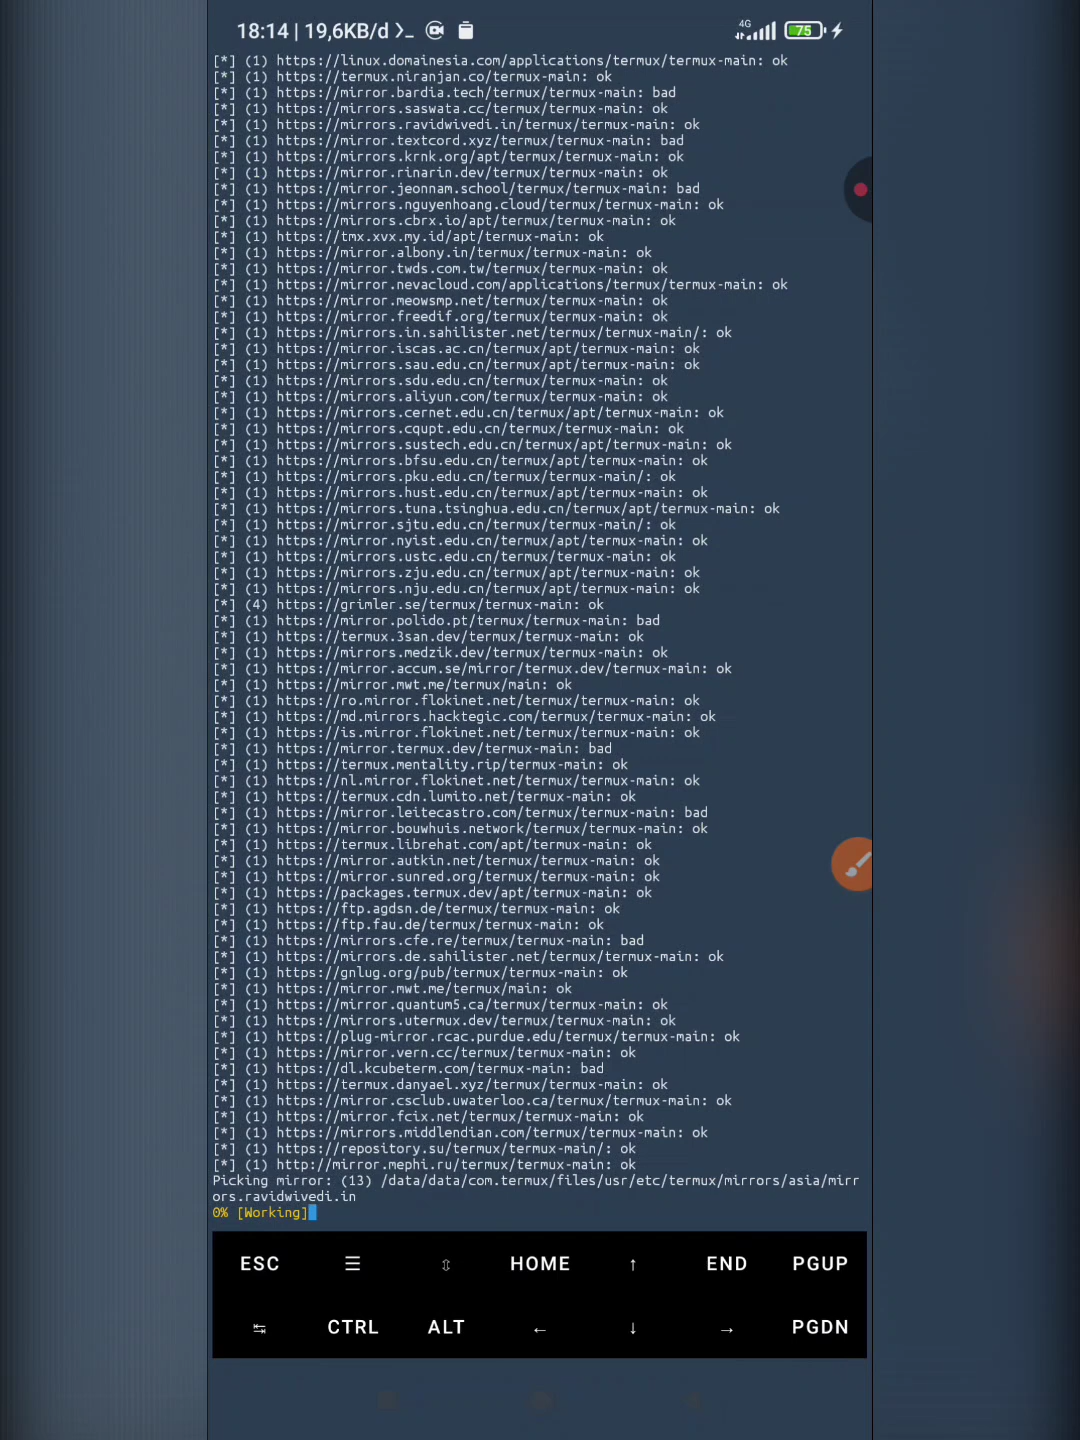 18:14 | 19,6KB/d
4G
75
[*] (1) https://linux.domainesia.com/applications/termux/termux-main: ok
[*] (1) https://termux.niranjan.co/termux-main: ok
[*] (1) https://mirror.bardia.tech/termux/termux-main: bad
[*] (1) https://mirrors.saswata.cc/termux/termux-main: ok
[*] (1) https://mirrors.ravidwivedi.in/termux/termux-main: ok
[*] (1) https://mirror.textcord.xyz/termux/termux-main: bad
[*] (1) https://mirrors.krnk.org/apt/termux/termux-main: ok
[*] (1) https://mirror.rinarin.dev/termux/termux-main: ok
[*] (1) https://mirror.jeonnam.school/termux/termux-main: bad
[*] (1) https://mirrors.nguyenhoang.cloud/termux/termux-main: ok
[*] (1) https://mirrors.cbrx.io/apt/termux/termux-main: ok
[*] (1) https://tmx.xvx.my.id/apt/termux-main: ok
[*] (1) https://mirror.albony.in/termux/termux-main: ok
[*] (1) https://mirror.twds.com.tw/termux/termux-main: ok
[*] (1) https://mirror.nevacloud.com/applications/termux/termux-main: ok
[*] (1) https://mirror.meowsmp.net/termux/termux-main: ok
[*] (1) https://mirror.freedif.org/termux/termux-main: ok
[*] (1) https://mirrors.in.sahilister.net/termux/termux-main/: ok
[*] (1) https://mirror.iscas.ac.cn/termux/apt/termux-main: ok
[*] (1) https://mirrors.sau.edu.cn/termux/apt/termux-main: ok
[*] (1) https://mirrors.sdu.edu.cn/termux/termux-main: ok
[*] (1) https://mirrors.aliyun.com/termux/termux-main: ok
[*] (1) https://mirrors.cernet.edu.cn/termux/apt/termux-main: ok
[*] (1) https://mirrors.cqupt.edu.cn/termux/termux-main: ok
[*] (1) https://mirrors.sustech.edu.cn/termux/apt/termux-main: ok
[*] (1) https://mirrors.bfsu.edu.cn/termux/apt/termux-main: ok
[*] (1) https://mirrors.pku.edu.cn/termux/termux-main/: ok
[*] (1) https://mirrors.hust.edu.cn/termux/apt/termux-main: ok
[*] (1) https://mirrors.tuna.tsinghua.edu.cn/termux/apt/termux-main: ok
[*] (1) https://mirror.sjtu.edu.cn/termux/termux-main/: ok
[*] (1) https://mirror.nyist.edu.cn/termux/apt/termux-main: ok
[*] (1) https://mirrors.ustc.edu.cn/termux/termux-main: ok
[*] (1) https://mirrors.zju.edu.cn/termux/apt/termux-main: ok
[*] (1) https://mirrors.nju.edu.cn/termux/apt/termux-main: ok
[*] (4) https://grimler.se/termux/termux-main: ok
[*] (1) https://mirror.polido.pt/termux/termux-main: bad
[*] (1) https://termux.3san.dev/termux/termux-main: ok
[*] (1) https://mirrors.medzik.dev/termux/termux-main: ok
[*] (1) https://mirror.accum.se/mirror/termux.dev/termux-main: ok
[*] (1) https://mirror.mwt.me/termux/main: ok
[*] (1) https://ro.mirror.flokinet.net/termux/termux-main: ok
[*] (1) https://md.mirrors.hacktegic.com/termux/termux-main: ok
[*] (1) https://is.mirror.flokinet.net/termux/termux-main: ok
[*] (1) https://mirror.termux.dev/termux-main: bad
[*] (1) https://termux.mentality.rip/termux-main: ok
[*] (1) https://nl.mirror.flokinet.net/termux/termux-main: ok
[*] (1) https://termux.cdn.lumito.net/termux-main: ok
[*] (1) https://mirror.leitecastro.com/termux/termux-main: bad
[*] (1) https://mirror.bouwhuis.network/termux/termux-main: ok
[*] (1) https://termux.librehat.com/apt/termux-main: ok
[*] (1) https://mirror.autkin.net/termux/termux-main: ok
[*] (1) https://mirror.sunred.org/termux/termux-main: ok
[*] (1) https://packages.termux.dev/apt/termux-main: ok
[*] (1) https://ftp.agdsn.de/termux/termux-main: ok
[*] (1) https://ftp.fau.de/termux/termux-main: ok
[*] (1) https://mirrors.cfe.re/termux/termux-main: bad
[*] (1) https://mirrors.de.sahilister.net/termux/termux-main: ok
[*] (1) https://gnlug.org/pub/termux/termux-main: ok
[*] (1) https://mirror.mwt.me/termux/main: ok
[*] (1) https://mirror.quantum5.ca/termux/termux-main: ok
[*] (1) https://mirrors.utermux.dev/termux/termux-main: ok
[*] (1) https://plug-mirror.rcac.purdue.edu/termux/termux-main: ok
[*] (1) https://mirror.vern.cc/termux/termux-main: ok
[*] (1) https://dl.kcubeterm.com/termux-main: bad
[*] (1) https://termux.danyael.xyz/termux/termux-main: ok
[*] (1) https://mirror.csclub.uwaterloo.ca/termux/termux-main: ok
[*] (1) https://mirror.fcix.net/termux/termux-main: ok
[*] (1) https://mirrors.middlendian.com/termux/termux-main: ok
[*] (1) https://repository.su/termux/termux-main/: ok
[*] (1) http://mirror.mephi.ru/termux/termux-main: ok
Picking mirror: (13) /data/data/com.termux/files/usr/etc/termux/mirrors/asia/mirr
ors.ravidwivedi.in
0% [Working]
ESC ☰ ⇳ HOME ↑ END PGUP
↹ CTRL ALT ← ↓ → PGDN